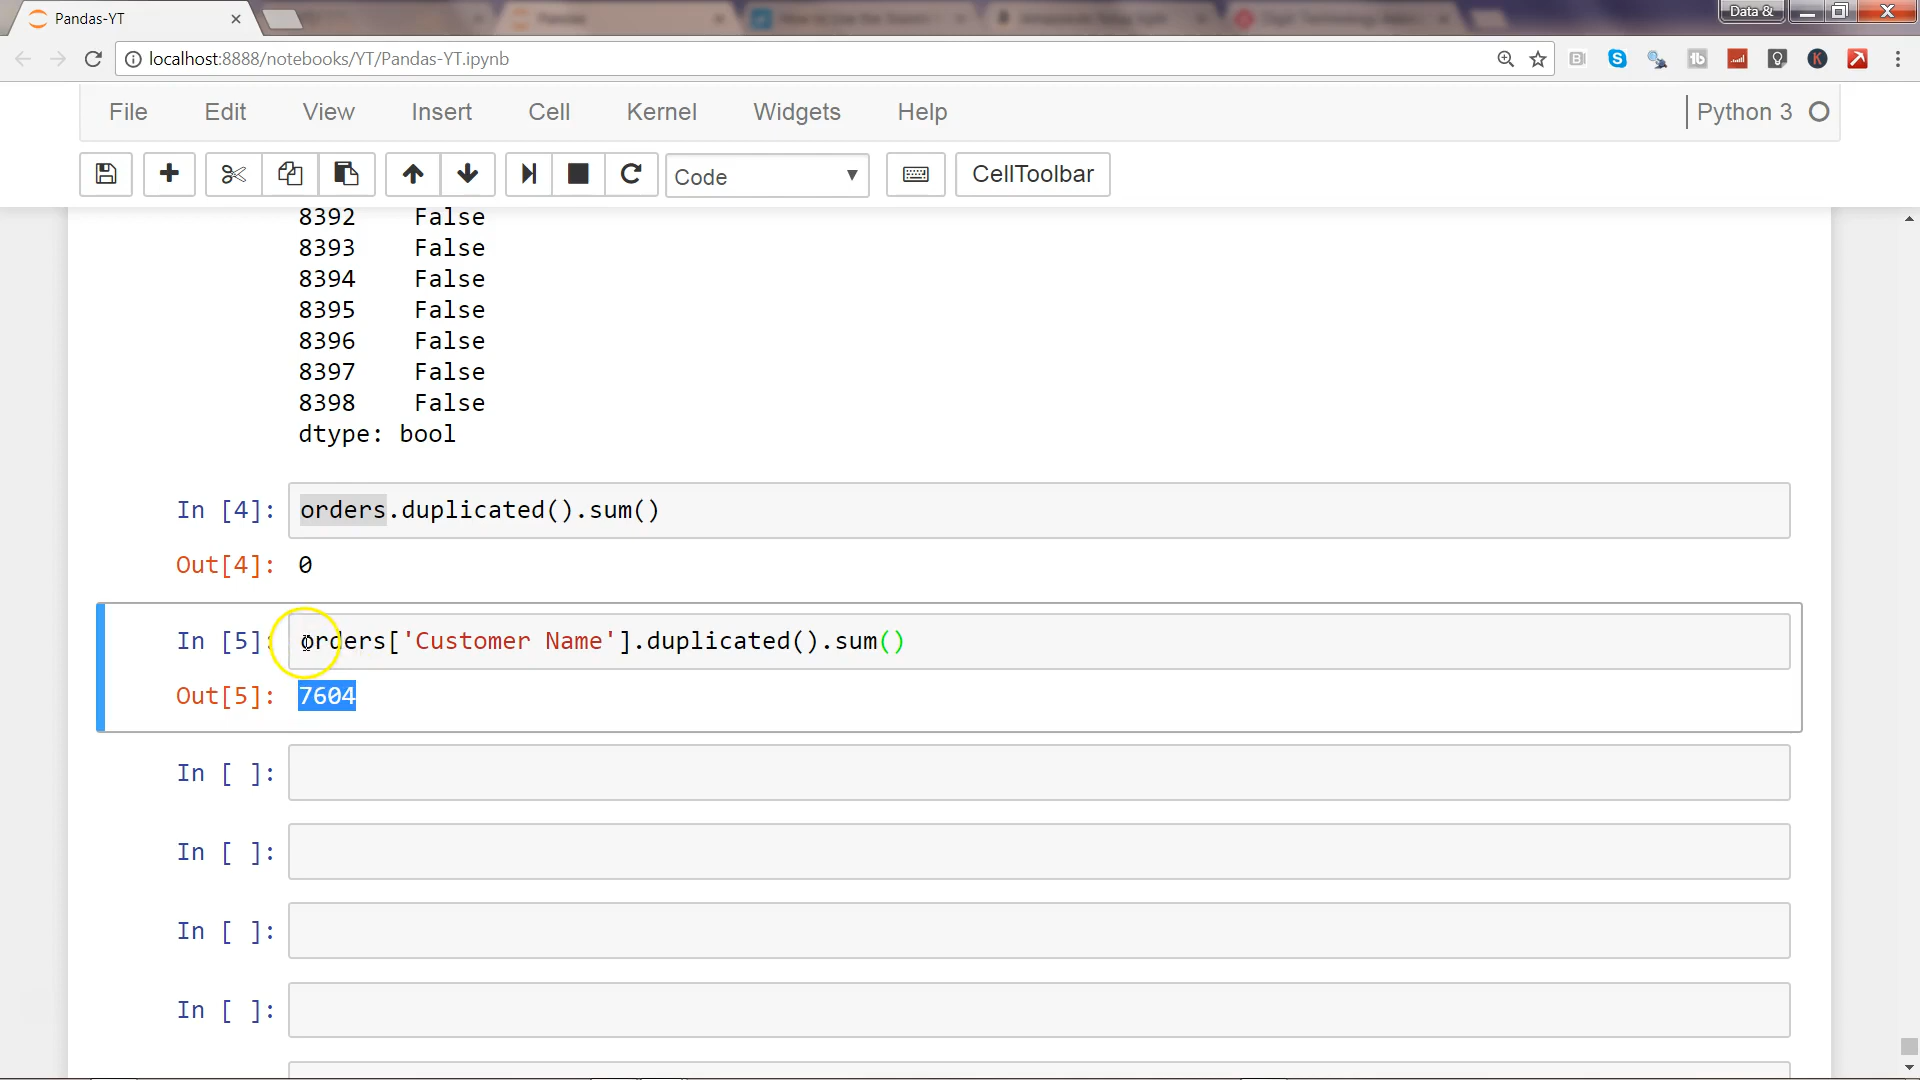 Pandas-YT
Data &
localhost:8888/notebooks/YT/Pandas-YT.ipynb
File Edit View Insert Cell Kernel Widgets Help
Python 3
Code
CellToolbar
8392 False
8393 False
8394 False
8395 False
8396 False
8397 False
8398 False
dtype: bool
In [4]: orders.duplicated().sum()
Out[4]: 0
In [5]: orders['Customer Name'].duplicated().sum()
Out[5]: 7604
In [ ]:
In [ ]:
In [ ]:
In [ ]: